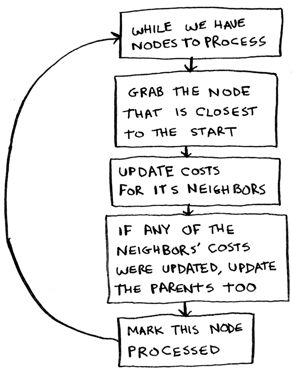 WHILE WE HAVE
NODES TO PROCESS
GRAB THE NODE
THAT IS CLOSEST
TO THE START
UPDATE COSTS
FOR ITS NEIGHBORS
IF ANY OF THE
NEIGHBORS' COSTS
WERE UPDATED, UPDATE
THE PARENTS TOO
MARK THIS NODE
PROCESSED